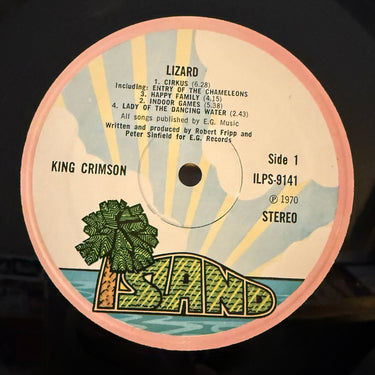 LIZARD
1. CIRKUS (6.28)
Including: ENTRY OF THE CHAMELEONS
3. HAPPY FAMILY (4.15)
2. INDOOR GAMES (5.38)
4. LADY OF THE DANCING WATER (2.43)
All songs published by E.G. Music
Written and produced by Robert Fripp and
Peter Sinfield for E.G. Records
KING CRIMSON
Side 1
ILPS-9141
℗ 1970
STEREO
ISLAND